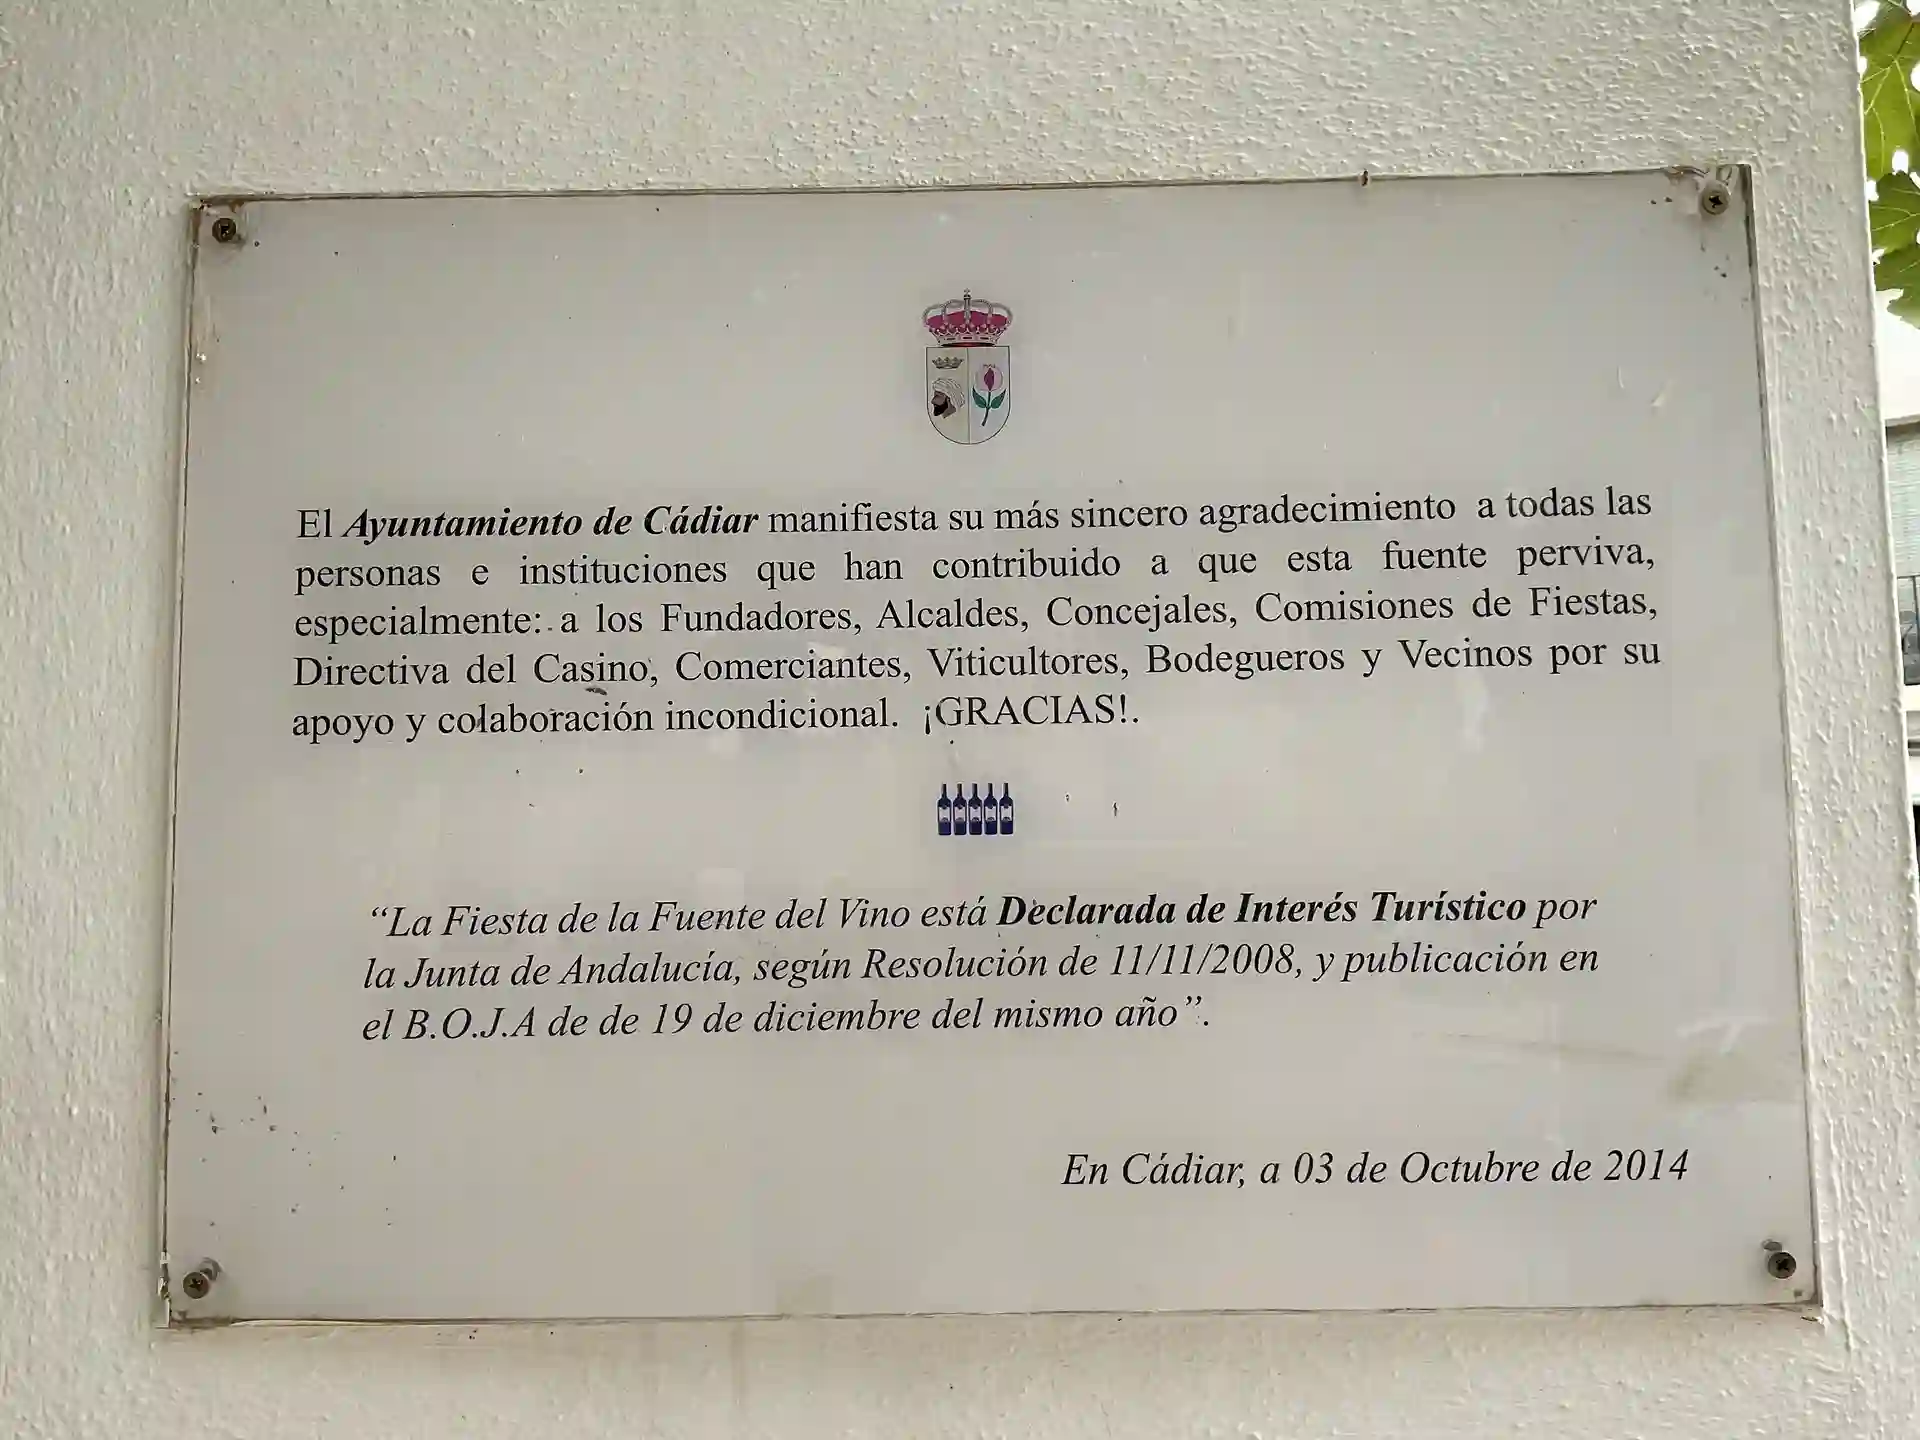 El Ayuntamiento de Cádiar manifiesta su más sincero agradecimiento a todas las
personas e instituciones que han contribuido a que esta fuente perviva,
especialmente: a los Fundadores, Alcaldes, Concejales, Comisiones de Fiestas,
Directiva del Casino, Comerciantes, Viticultores, Bodegueros y Vecinos por su
apoyo y colaboración incondicional. ¡GRACIAS!.
“La Fiesta de la Fuente del Vino está Declarada de Interés Turístico por
la Junta de Andalucía, según Resolución de 11/11/2008, y publicación en
el B.O.J.A de de 19 de diciembre del mismo año”.
En Cádiar, a 03 de Octubre de 2014